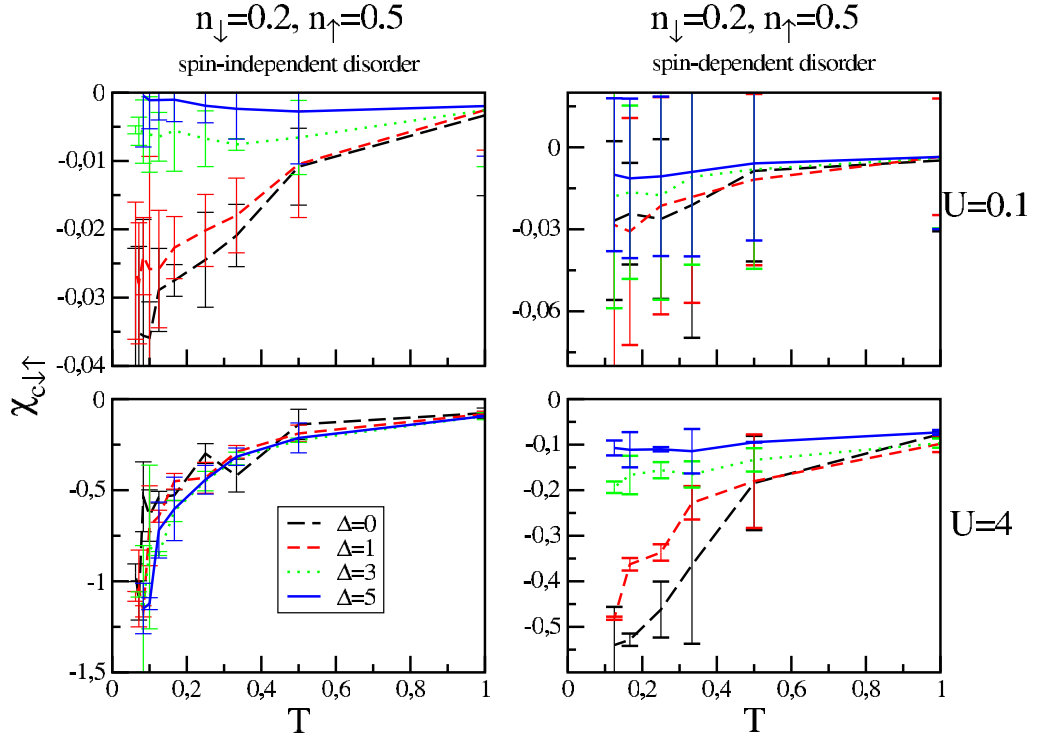 n↓=0.2, n↑=0.5
n↓=0.2, n↑=0.5
spin-independent disorder
spin-dependent disorder
0
-0,01
-0,02
-0,03
-0,04
0
-0,03
-0,06
U=0.1
χc↓↑
0
-0,5
-1
-1,5
0
-0,1
-0,2
-0,3
-0,4
-0,5
U=4
Δ=0
Δ=1
Δ=3
Δ=5
0 0,2 0,4 0,6 0,8 1
0 0,2 0,4 0,6 0,8 1
T
T